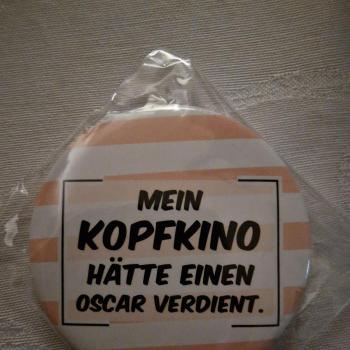 MEIN
KOPFKINO
HÄTTE EINEN
OSCAR VERDIENT.